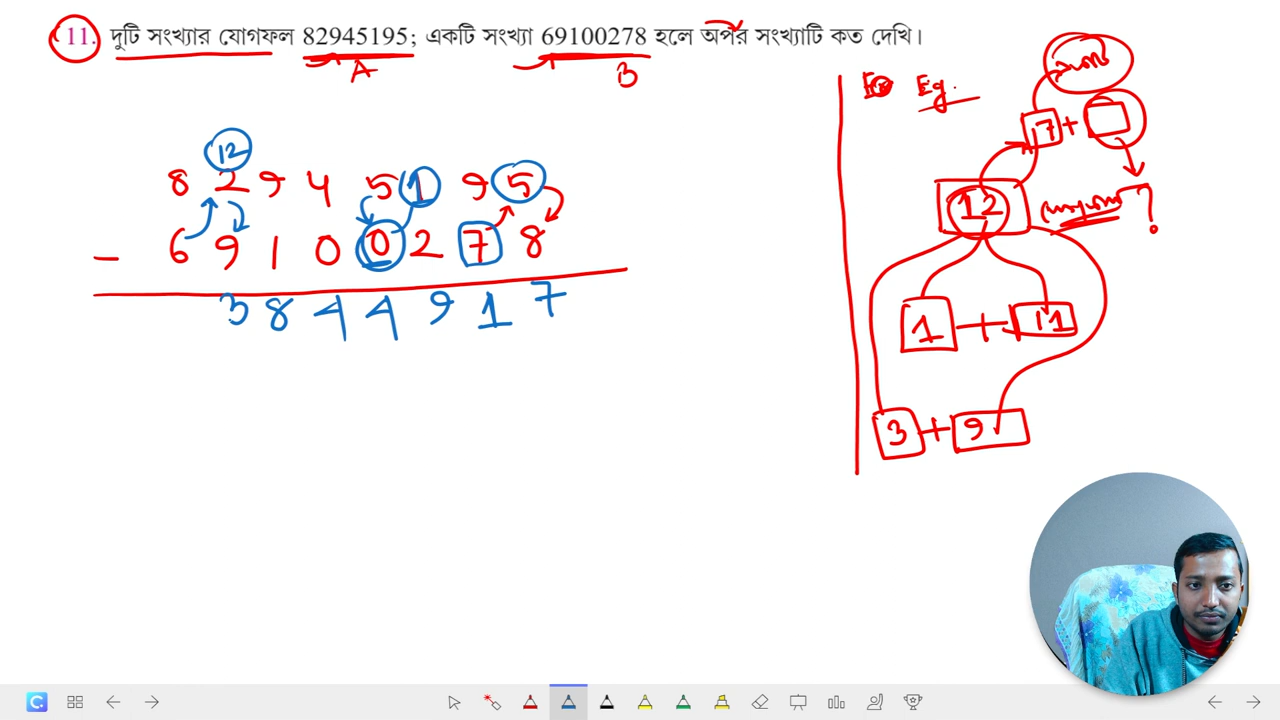 11. দুটি সংখ্যার যোগফল 82945195; একটি সংখ্যা 69100278 হলে অপর সংখ্যাটি কত দেখি।
A
B
Eg.
17 +
12
?
1 + 11
3 + 9
12
8 2 9 4 5 1 9 5
- 6 9 1 0 0 2 7 8
3 8 4 4 9 1 7